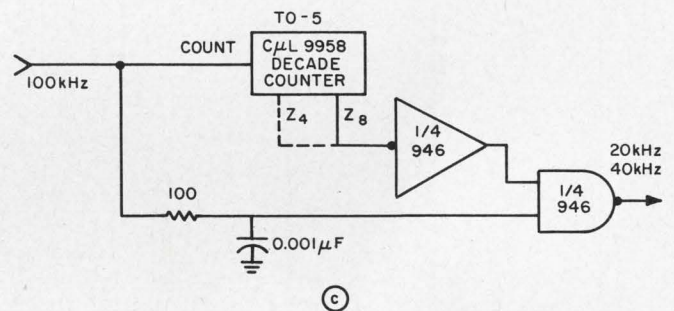 TO-5
COUNT
CμL 9958
DECADE
COUNTER
100kHz
Z4
Z8
1/4
946
20kHz
40kHz
1/4
946
100
0.001μF
c